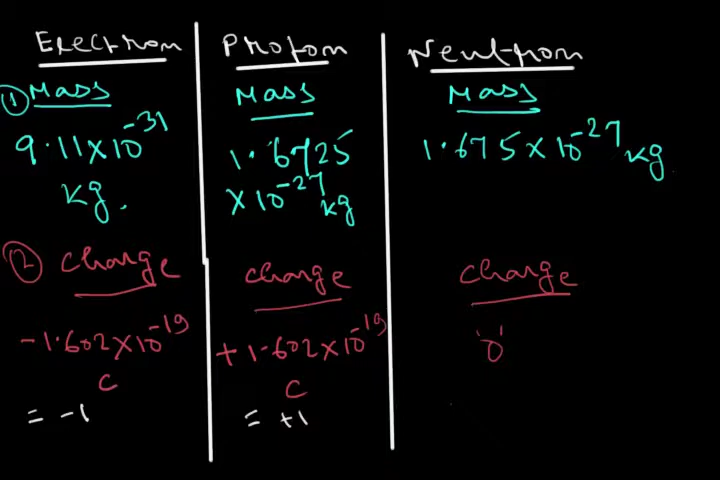 Electron
① Mass
9.11×10⁻³¹
kg.
② Charge
-1.602×10⁻¹⁹
C
= -1
Proton
Mass
1.6725
×10⁻²⁷ kg
Charge
+1.602×10⁻¹⁹
C
= +1
Neutron
Mass
1.675×10⁻²⁷ kg
Charge
'0'